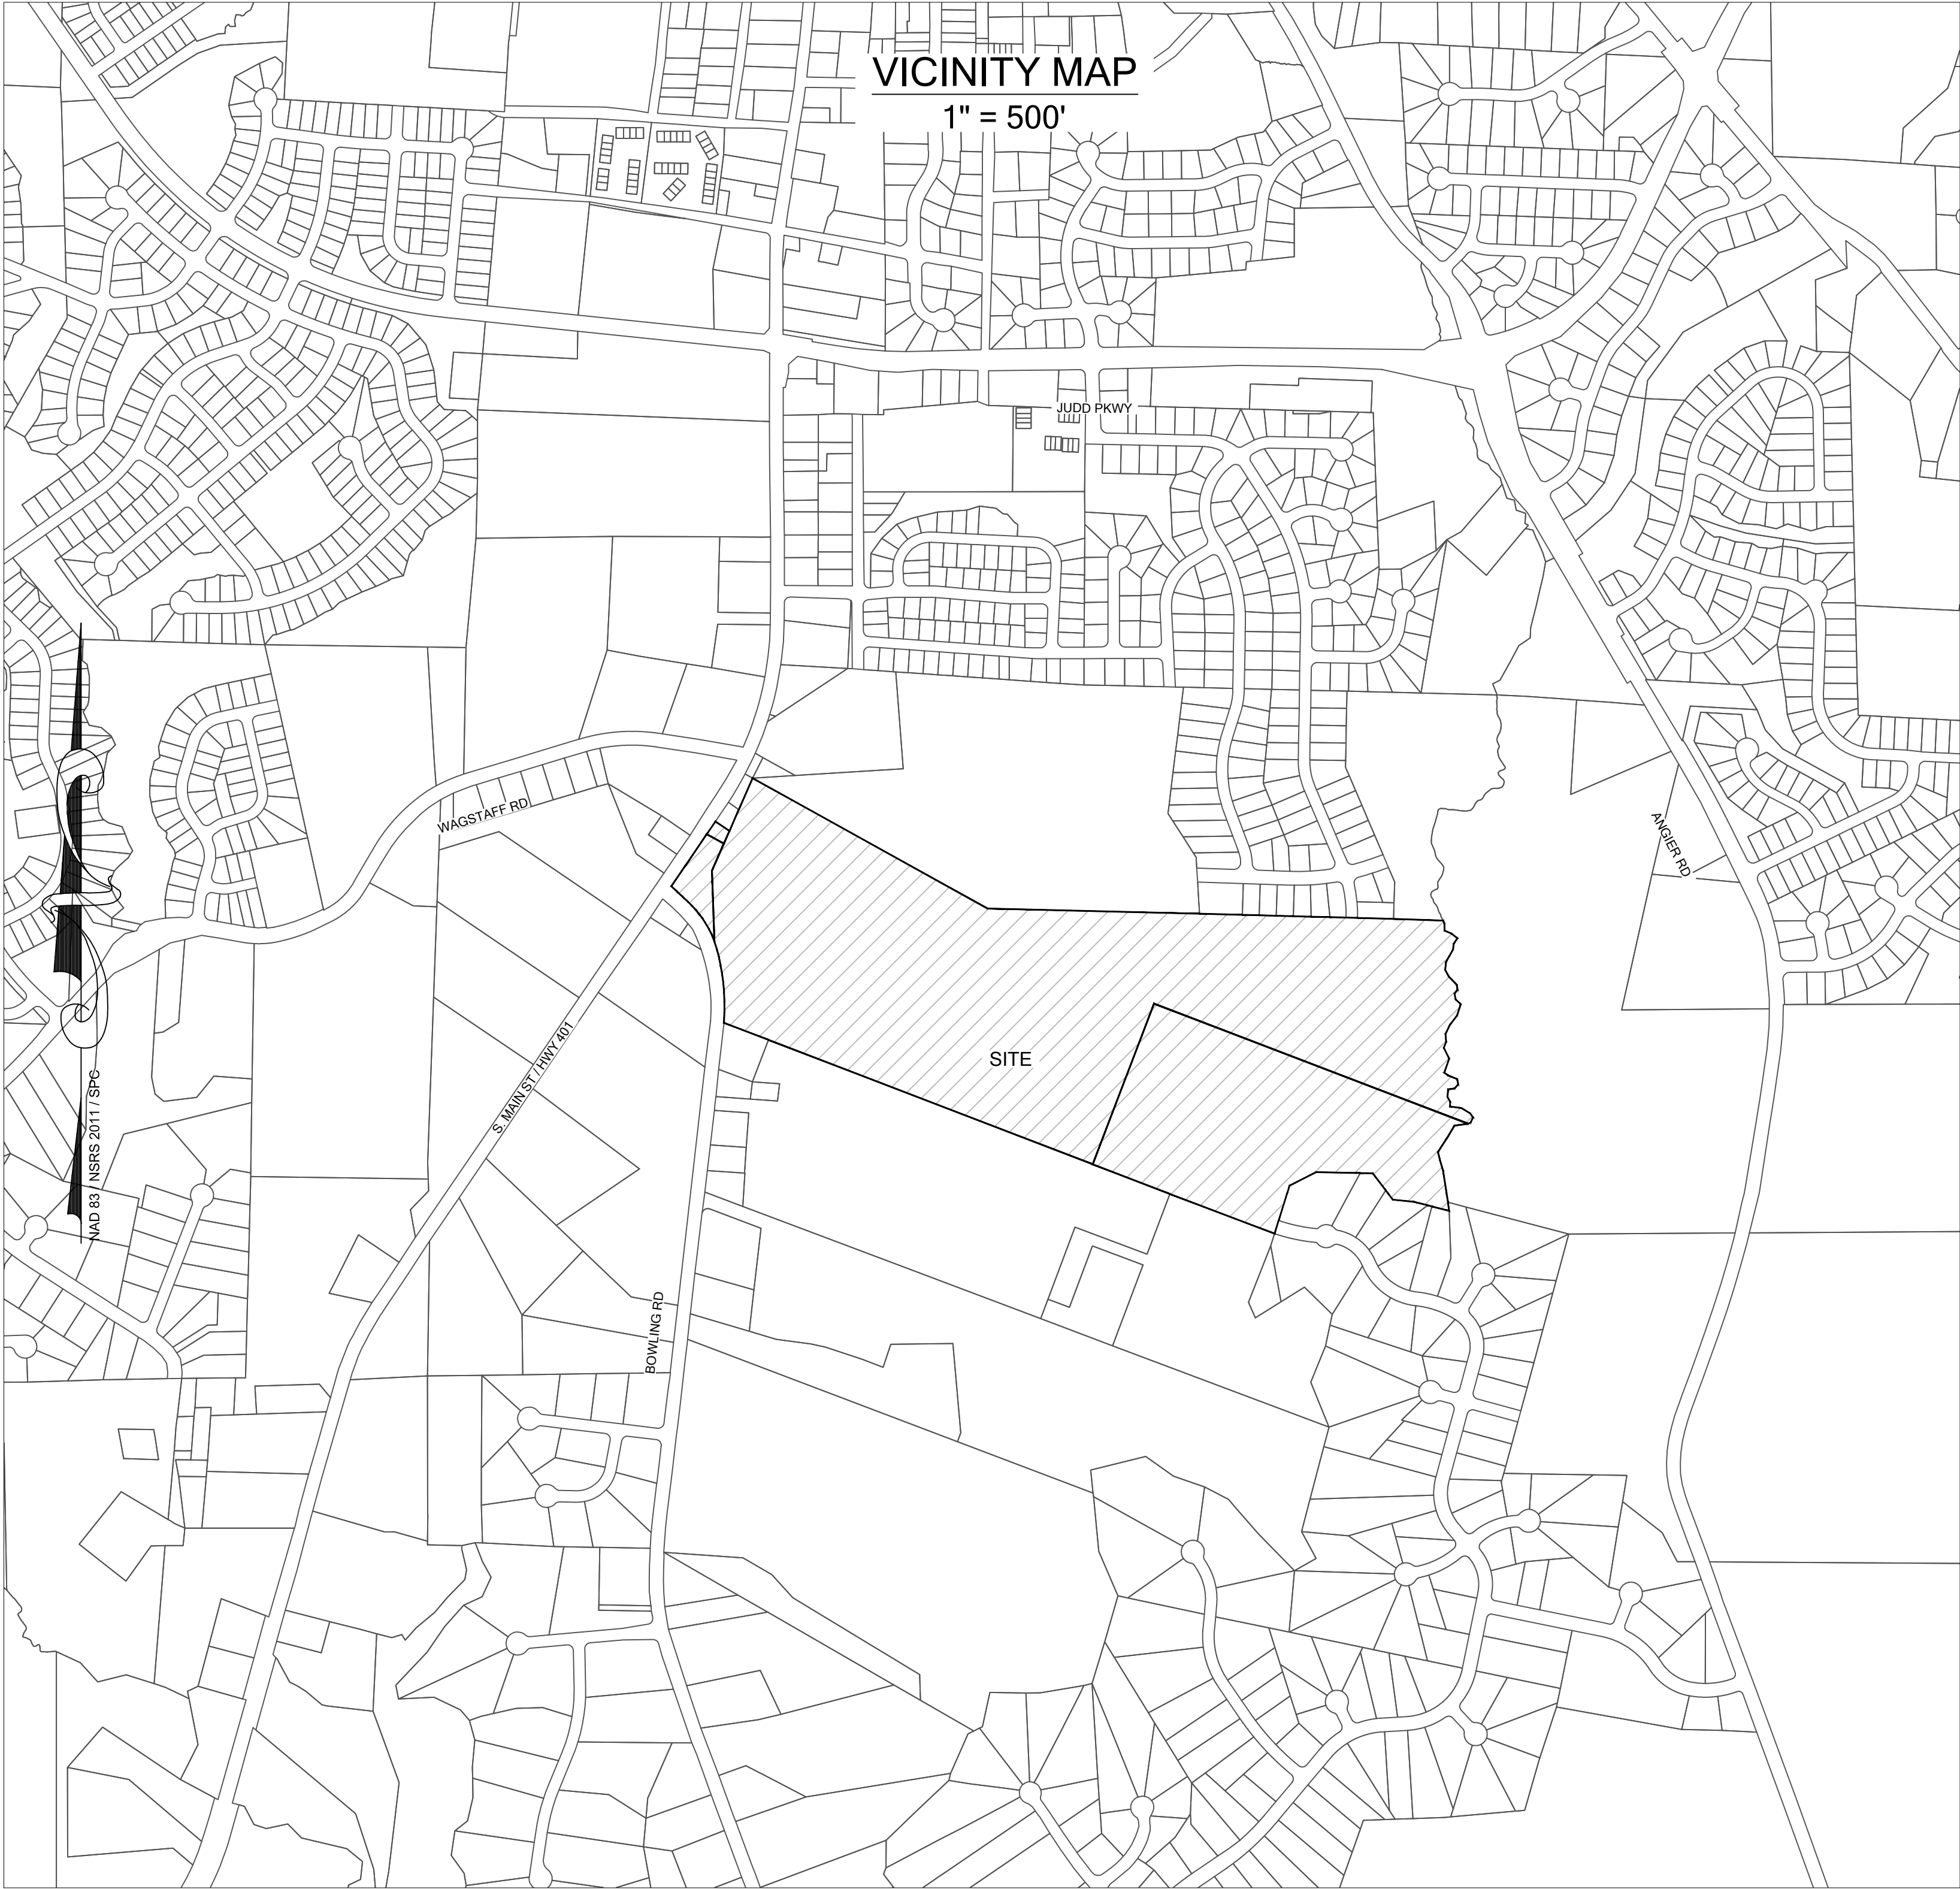 VICINITY MAP
1" = 500'
JUDD PKWY
WAGSTAFF RD
ANGIER RD
S. MAIN ST / HWY 401
SITE
NAD 83 / NSRS 2011 / SPC
BOWLING RD